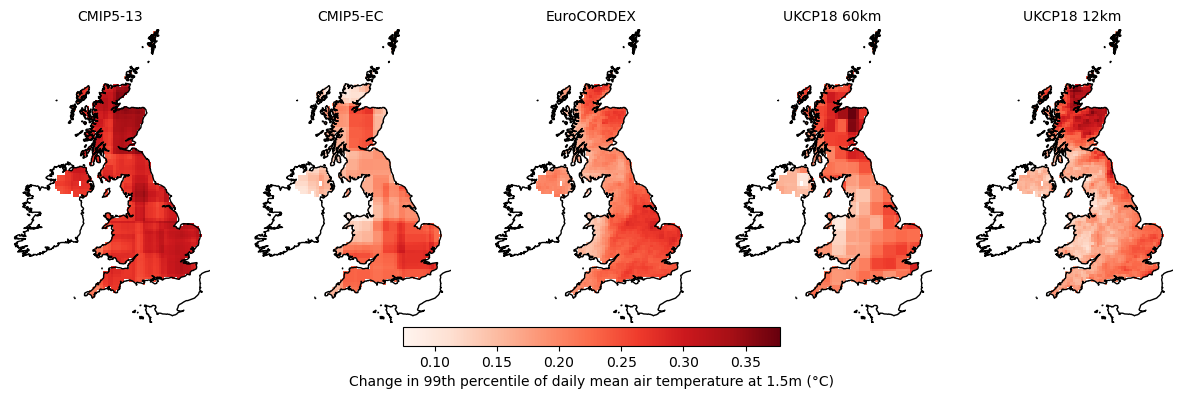 CMIP5-13 CMIP5-EC EuroCORDEX UKCP18 60km UKCP18 12km
0.10 0.15 0.20 0.25 0.30 0.35
Change in 99th percentile of daily mean air temperature at 1.5m (°C)